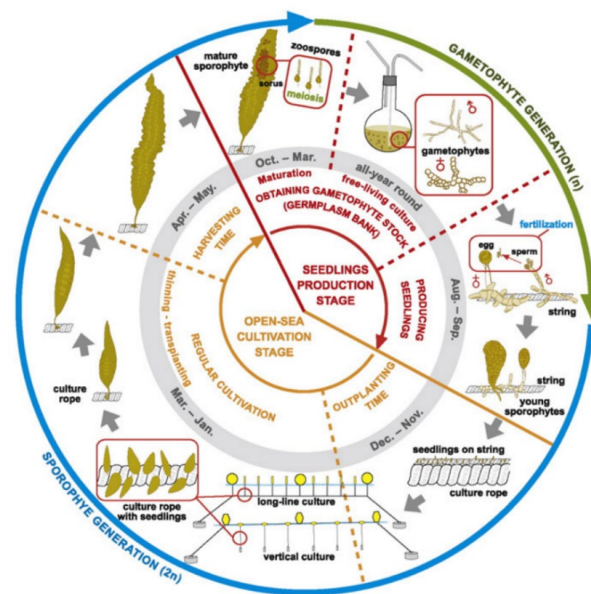 mature
sporophyte
zoospores
sorus
meiosis
GAMETOPHYTE GENERATION (n)
♂
gametophytes
♀
Oct. – Mar.
all-year round
Maturation
free-living culture
OBTAINING GAMETOPHYTE STOCK
(GERMPLASM BANK)
Apr. – May.
HARVESTING
TIME
fertilization
egg
sperm
♀
♂
string
SEEDLINGS
PRODUCTION
STAGE
PRODUCING
SEEDLINGS
Aug. – Sep.
OPEN-SEA
CULTIVATION
STAGE
thinning - transplanting
REGULAR CULTIVATION
OUTPLANTING
TIME
string
young
sporophytes
culture
rope
Mar. – Jan.
Dec. – Nov.
seedlings on string
culture rope
long-line culture
culture rope
with seedlings
vertical culture
SPOROPHYE GENERATION (2n)